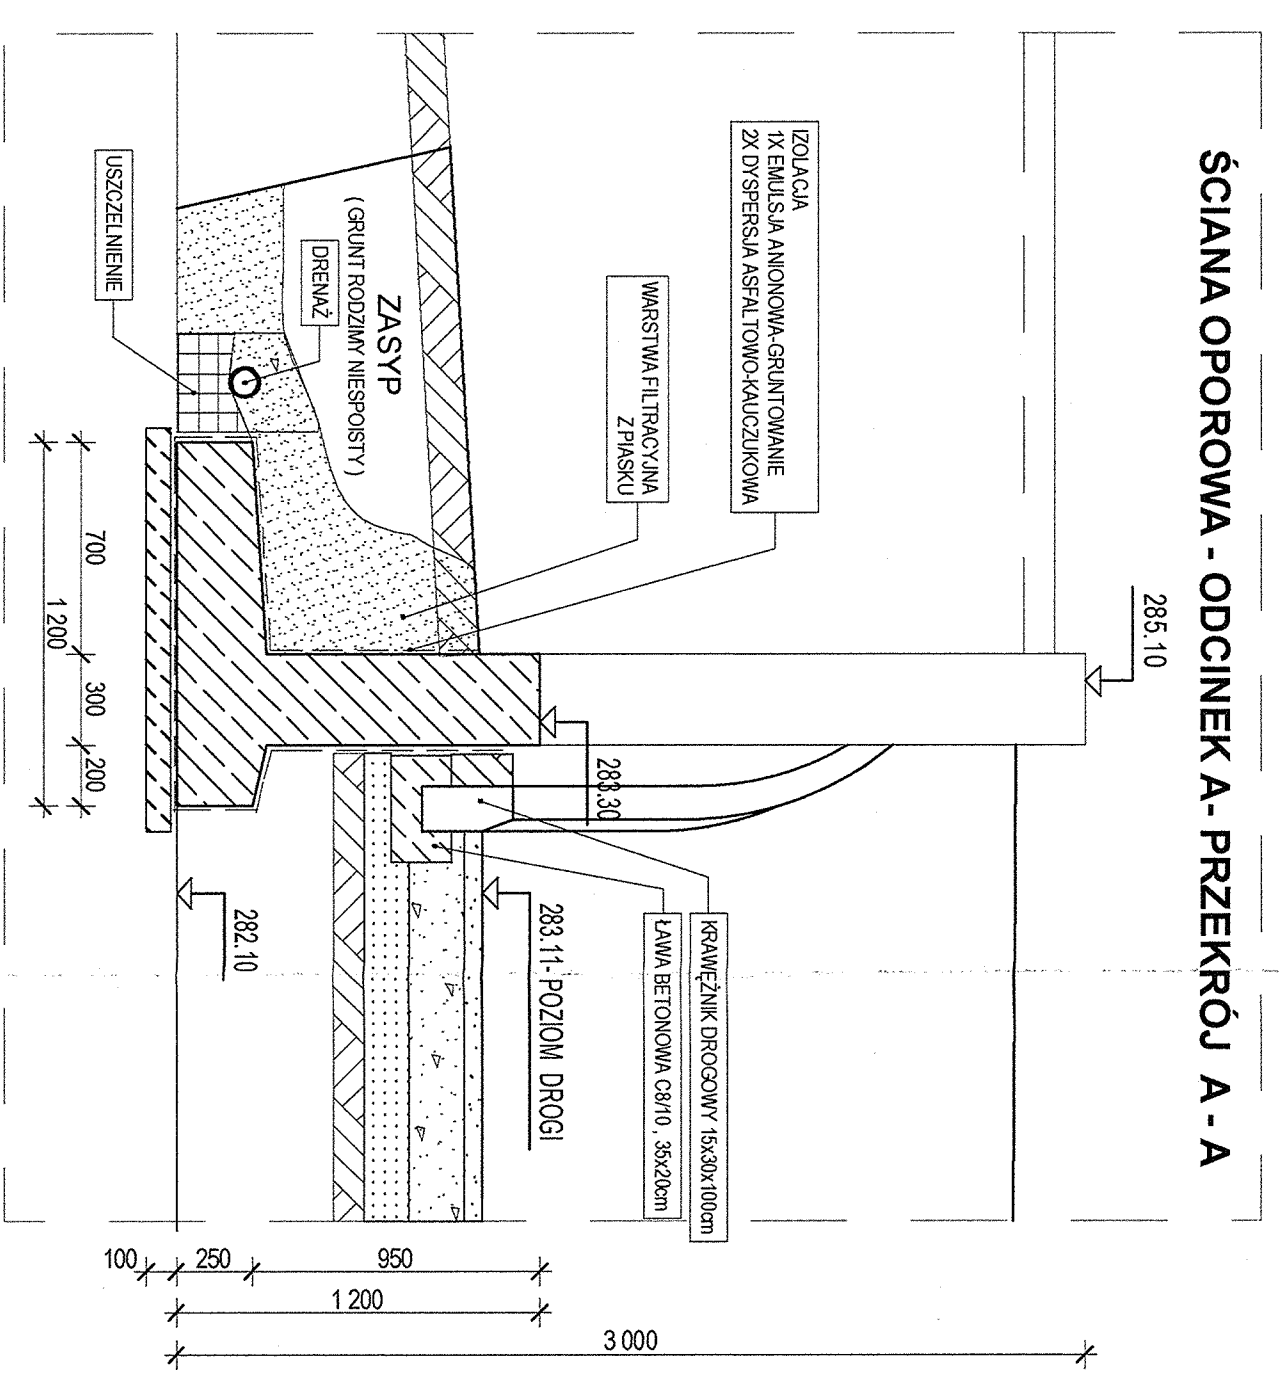 ŚCIANA OPOROWA - ODCINEK A- PRZEKRÓJ A - A
285.10
IZOLACJA
1X EMULSJA ANIONOWA-GRUNTOWANIE
2X DYSPERSJA ASFALTOWO-KAUCZUKOWA
WARSTWA FILTRACYJNA
Z PIASKU
ZASYP
( GRUNT RODZIMY NIESPOISTY )
DRENAŻ
USZCZELNIENIE
283.30
KRAWĘŻNIK DROGOWY 15x30x100cm
ŁAWA BETONOWA C8/10 , 35x20cm
283.11-POZIOM DROGI
282.10
700
300
200
1 200
100
250
950
1 200
3 000